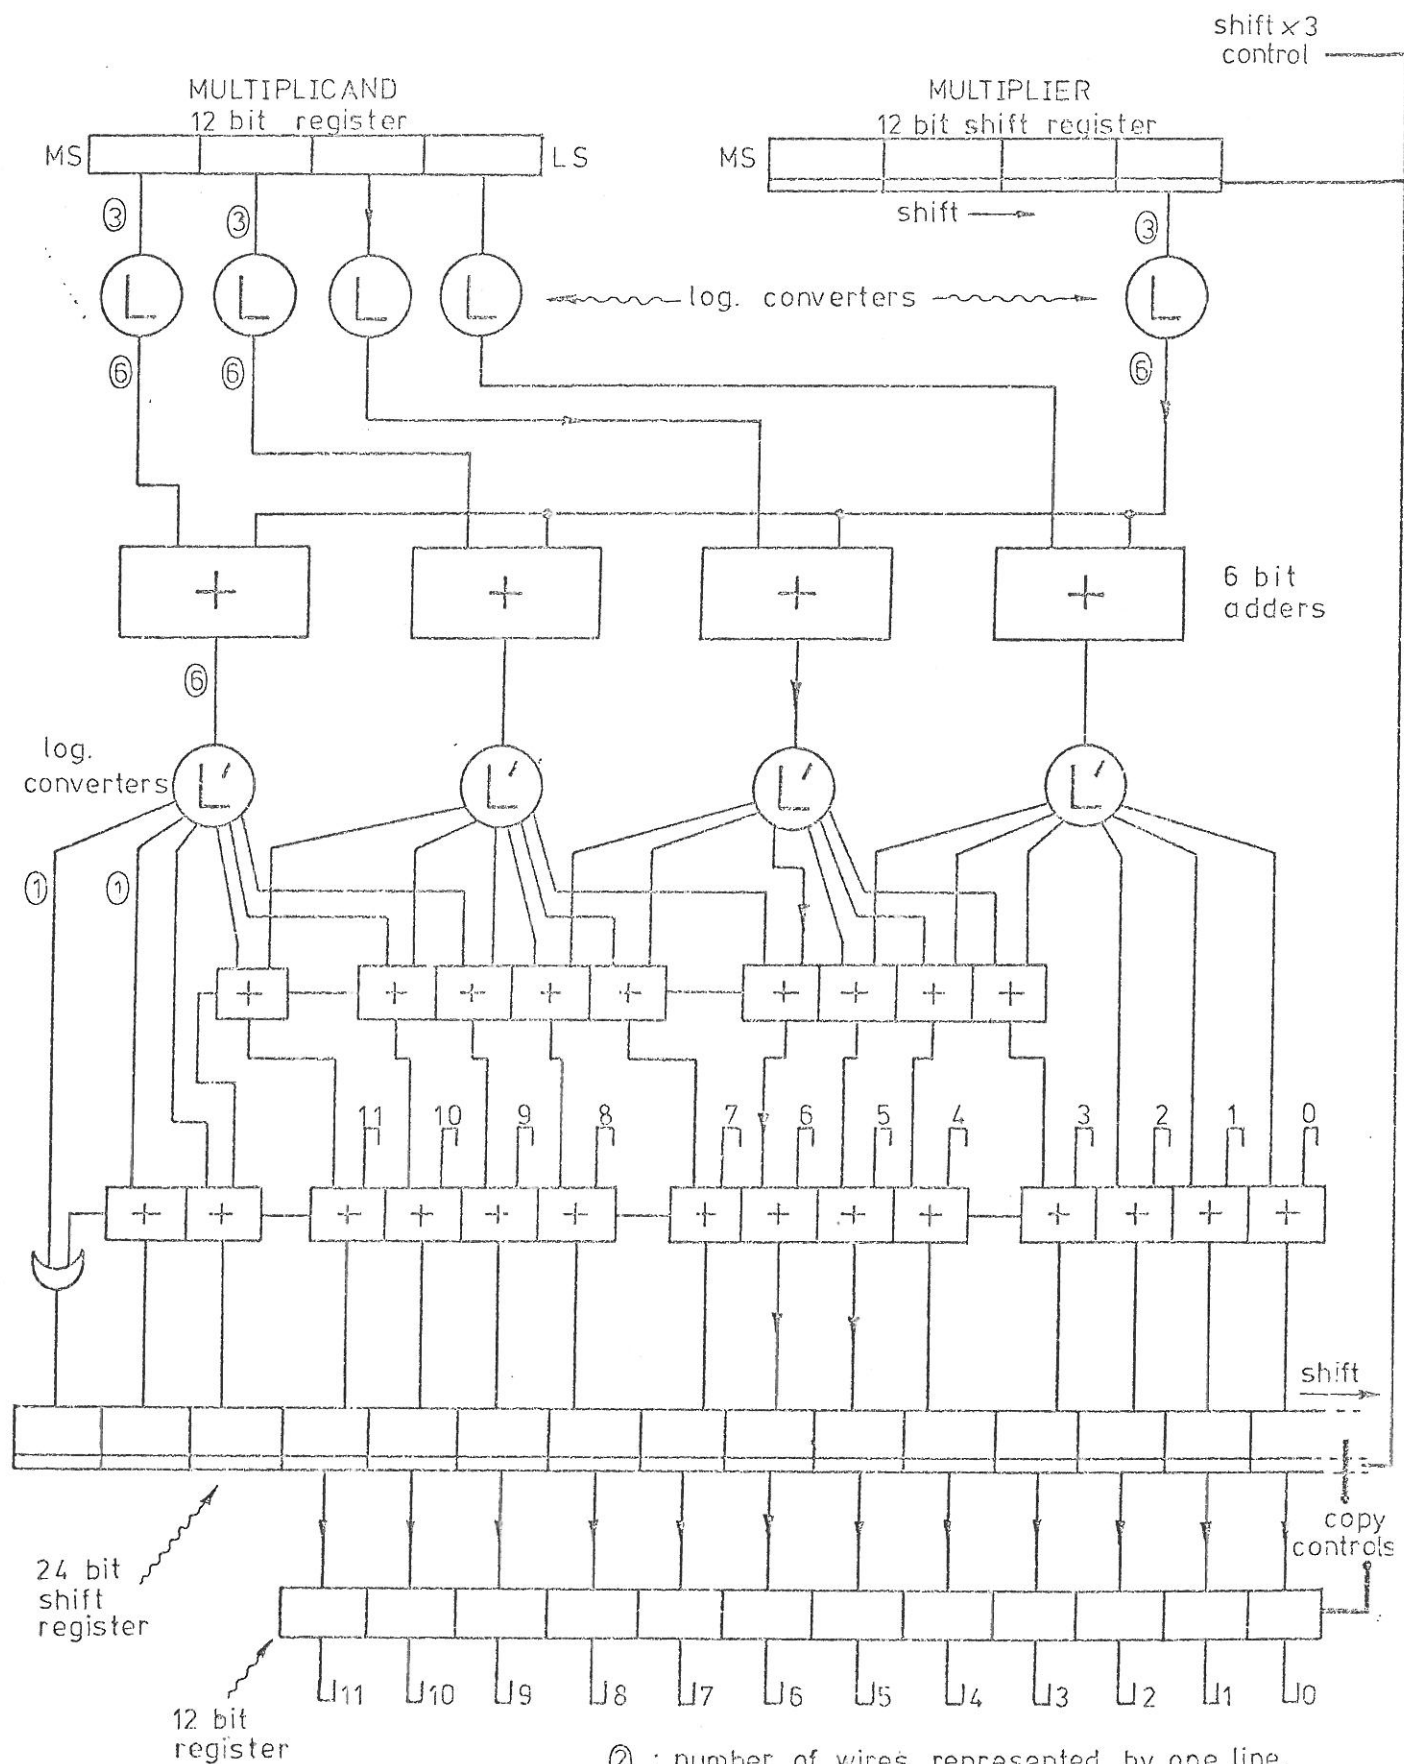 shift × 3
control
MULTIPLICAND
12 bit register
MULTIPLIER
12 bit shift register
MS
LS
MS
shift
3
3
3
L
L
L
L
log. converters
L
6
6
6
+
+
+
+
6 bit
adders
6
log.
converters
L'
L'
L'
L'
1
1
+
+
+
+
+
+
+
+
+
11
10
9
8
7
6
5
4
3
2
1
0
+
+
+
+
+
+
+
+
+
+
+
+
+
+
shift
copy
controls
24 bit
shift
register
11
10
9
8
7
6
5
4
3
2
1
0
12 bit
register
2 : number of wires represented by one line